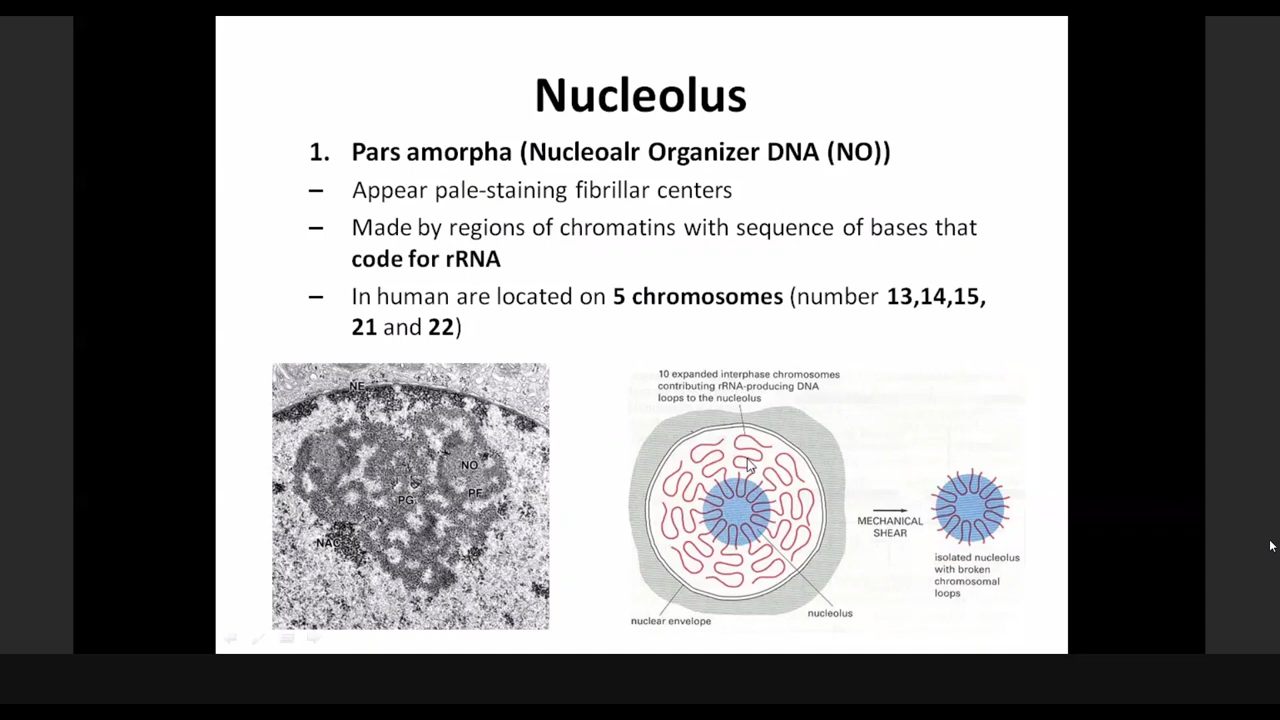 Nucleolus
1. Pars amorpha (Nucleoalr Organizer DNA (NO))
– Appear pale-staining fibrillar centers
– Made by regions of chromatins with sequence of bases that
code for rRNA
– In human are located on 5 chromosomes (number 13,14,15,
21 and 22)
NE
NO
PF
PG
NAC
10 expanded interphase chromosomes
contributing rRNA-producing DNA
loops to the nucleolus
MECHANICAL
SHEAR
isolated nucleolus
with broken
chromosomal
loops
nucleolus
nuclear envelope